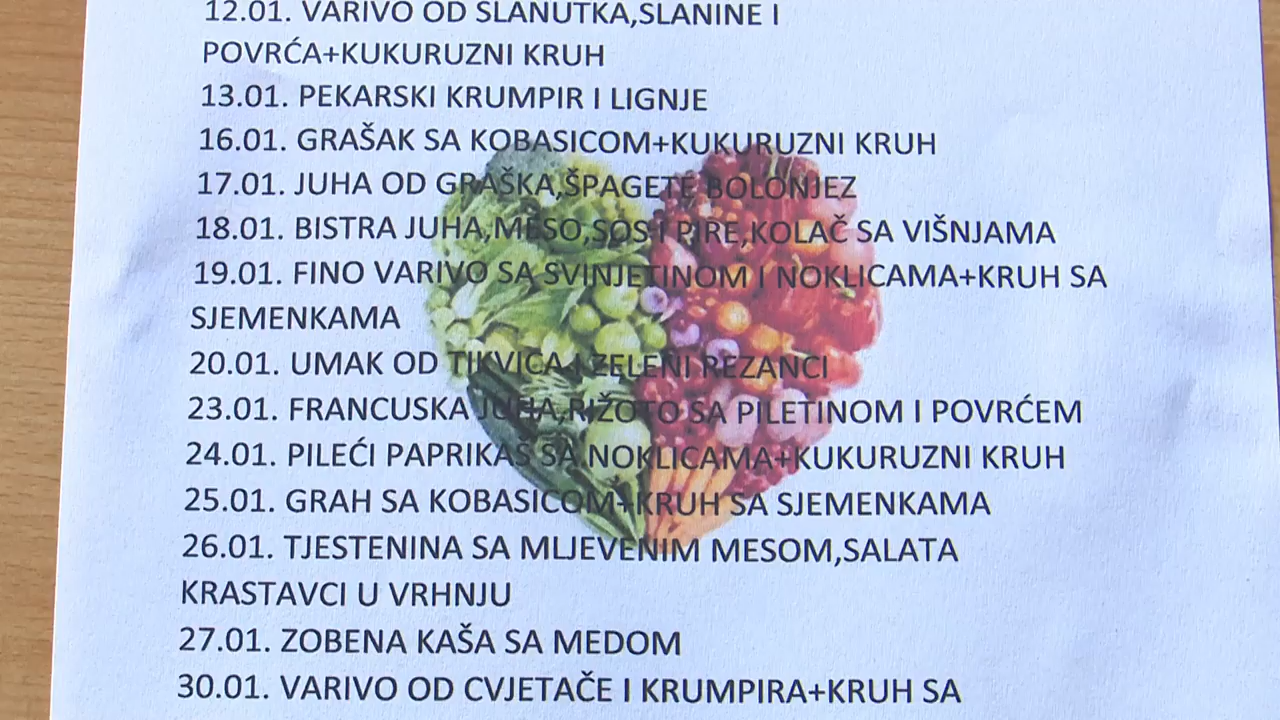 12.01. VARIVO OD SLANUTKA,SLANINE I
POVRĆA+KUKURUZNI KRUH
13.01. PEKARSKI KRUMPIR I LIGNJE
16.01. GRAŠAK SA KOBASICOM+KUKURUZNI KRUH
17.01. JUHA OD GRAŠKA,ŠPAGETE BOLONJEZ
18.01. BISTRA JUHA,MESO,SOS I PIRE,KOLAČ SA VIŠNJAMA
19.01. FINO VARIVO SA SVINJETINOM I NOKLICAMA+KRUH SA
SJEMENKAMA
20.01. UMAK OD TIKVICA I ZELENI REZANCI
23.01. FRANCUSKA JUHA,RIŽOTO SA PILETINOM I POVRĆEM
24.01. PILEĆI PAPRIKAŠ SA NOKLICAMA+KUKURUZNI KRUH
25.01. GRAH SA KOBASICOM+KRUH SA SJEMENKAMA
26.01. TJESTENINA SA MLJEVENIM MESOM,SALATA
KRASTAVCI U VRHNJU
27.01. ZOBENA KAŠA SA MEDOM
30.01. VARIVO OD CVJETAČE I KRUMPIRA+KRUH SA